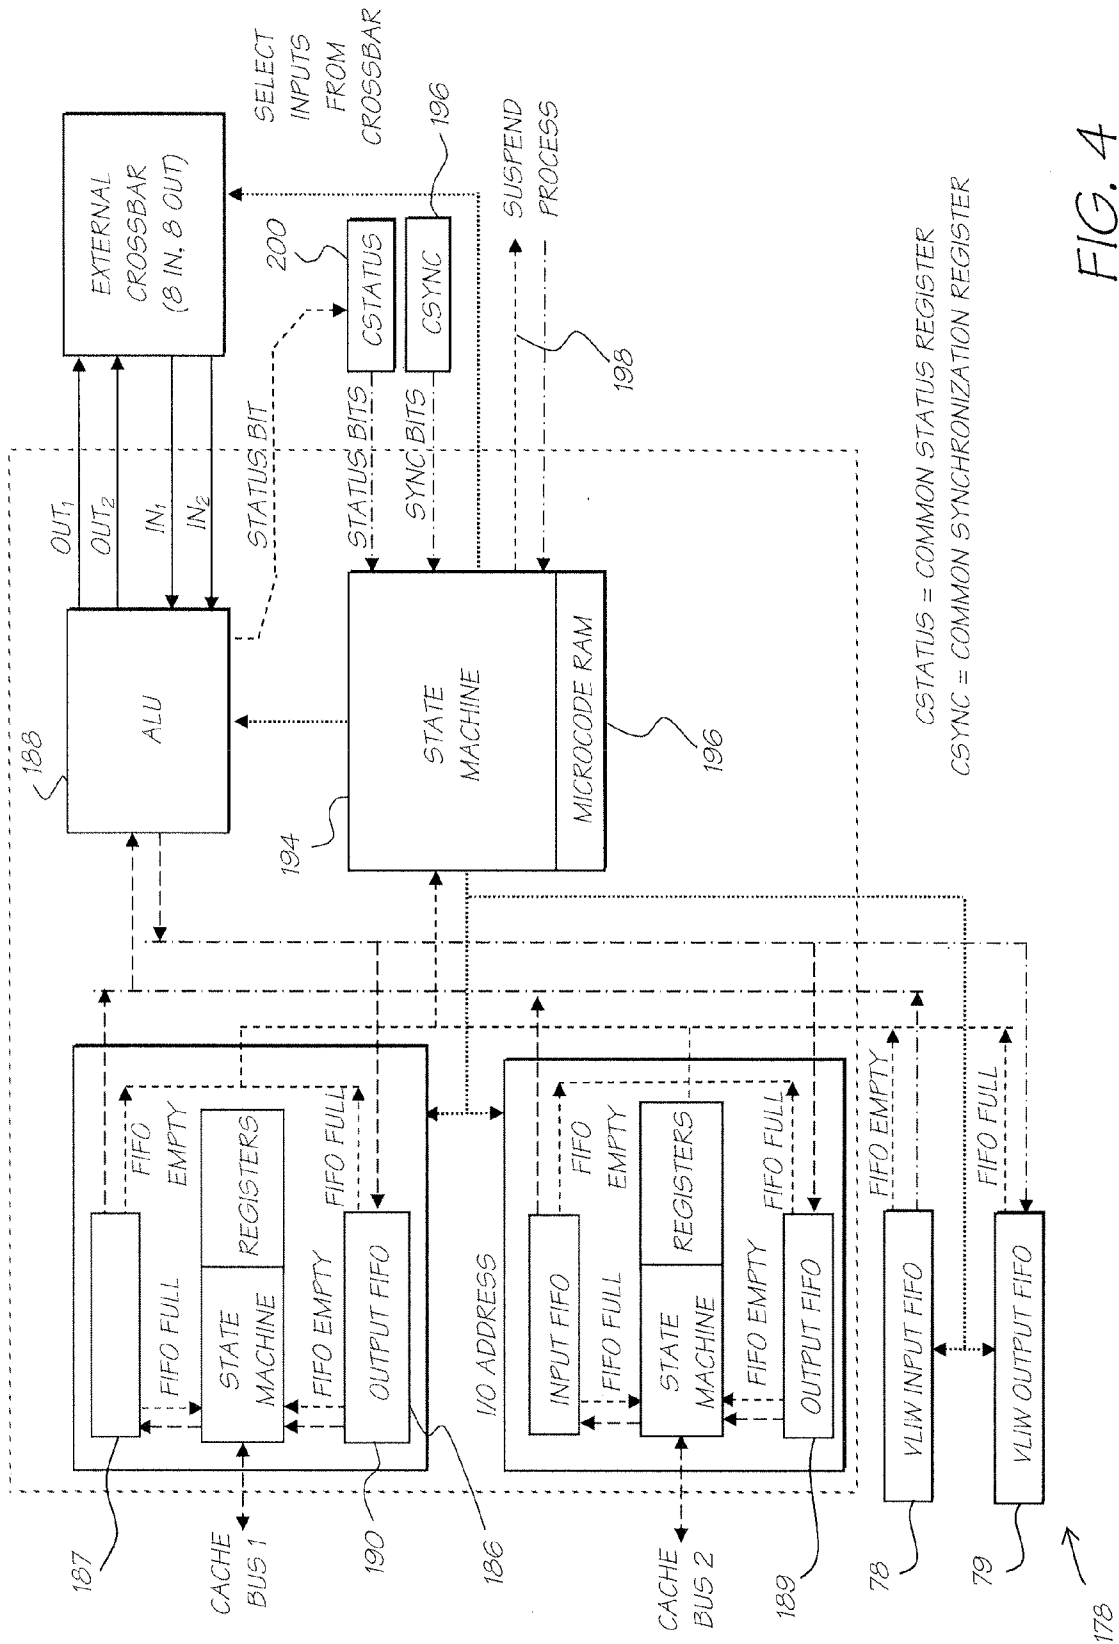 EXTERNAL
CROSSBAR
(8 IN, 8 OUT)
SELECT
INPUTS
FROM
CROSSBAR
OUT1
OUT2
IN1
IN2
STATUS BIT
200
CSTATUS
CSYNC
196
STATUS BITS
SYNC BITS
SUSPEND
PROCESS
198
188
ALU
194
STATE
MACHINE
MICROCODE RAM
196
187
FIFO FULL
FIFO
EMPTY
STATE
MACHINE
REGISTERS
FIFO EMPTY
FIFO FULL
OUTPUT FIFO
190
186
CACHE
BUS 1
I/O ADDRESS
INPUT FIFO
FIFO FULL
FIFO
EMPTY
STATE
MACHINE
REGISTERS
FIFO EMPTY
FIFO FULL
OUTPUT FIFO
189
CACHE
BUS 2
VLIW INPUT FIFO
FIFO EMPTY
78
VLIW OUTPUT FIFO
FIFO FULL
79
178
CSTATUS = COMMON STATUS REGISTER
CSYNC = COMMON SYNCHRONIZATION REGISTER
FIG. 4